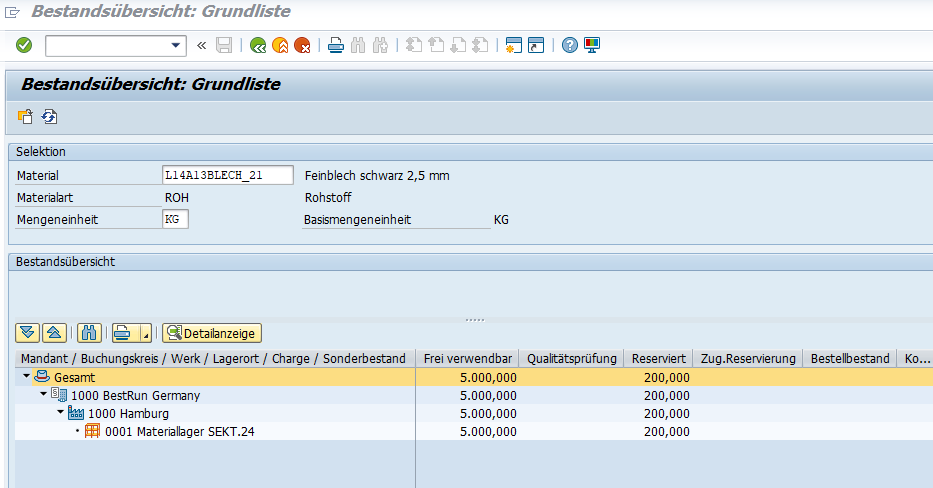 Bestandsübersicht: Grundliste
Bestandsübersicht: Grundliste
Selektion
Material L14A13BLECH_21 Feinblech schwarz 2,5 mm
Materialart ROH Rohstoff
Mengeneinheit KG Basismengeneinheit KG
Bestandsübersicht
Detailanzeige
Mandant / Buchungskreis / Werk / Lagerort / Charge / Sonderbestand Frei verwendbar Qualitätsprüfung Reserviert Zug.Reservierung Bestellbestand Ko...
Gesamt 5.000,000 200,000
1000 BestRun Germany 5.000,000 200,000
1000 Hamburg 5.000,000 200,000
0001 Materiallager SEKT.24 5.000,000 200,000